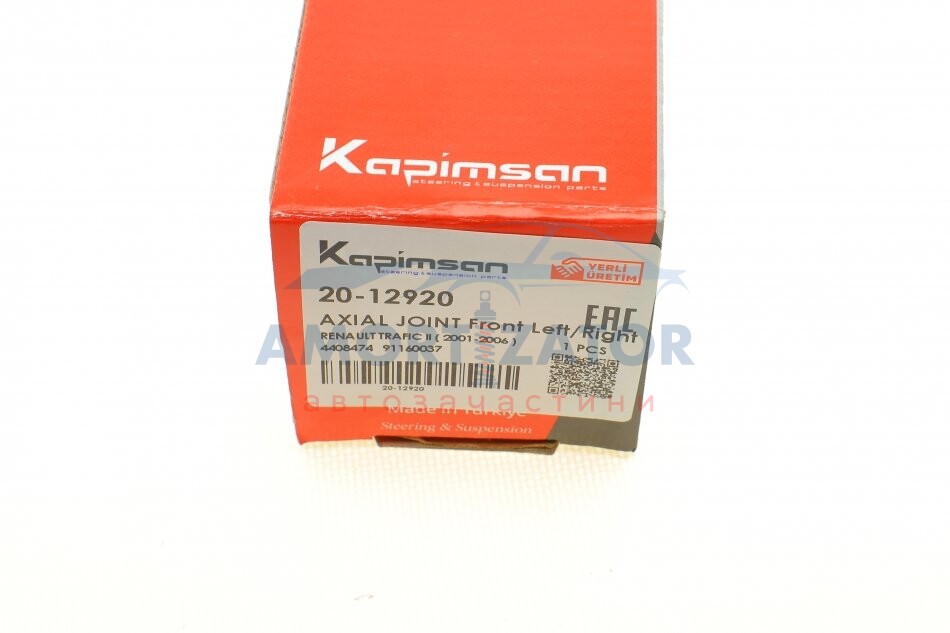 Kapimsan
steering & suspension parts
Kapimsan
steering & suspension parts
YERLİ
ÜRETİM
20-12920
EAC
AXIAL JOINT Front Left/Right
RENAULT TRAFIC II ( 2001-2006 )
1 PCS
4408474 91160037
AMORTIZATOR
20-12920
автозапчастини
Made in Türkiye
Steering & Suspension